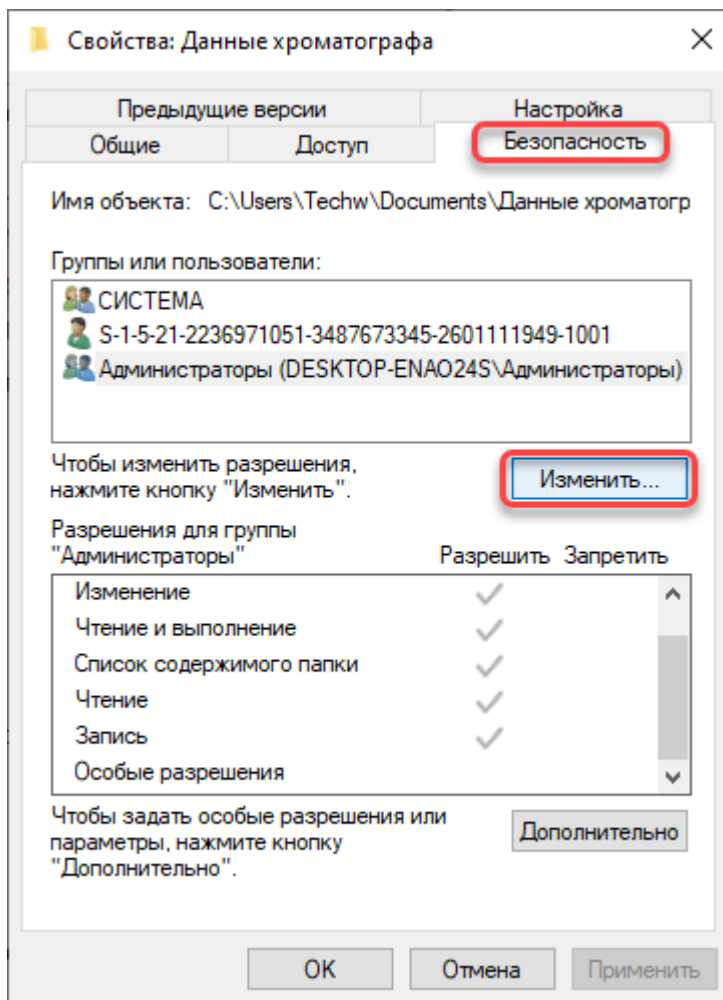 Свойства: Данные хроматографа
Предыдущие версии Настройка
Общие Доступ Безопасность
Имя объекта: C:\Users\Techw\Documents\Данные хроматогр
Группы или пользователи:
СИСТЕМА
S-1-5-21-2236971051-3487673345-2601111949-1001
Администраторы (DESKTOP-ENAO24S\Администраторы)
Чтобы изменить разрешения,
нажмите кнопку "Изменить".
Изменить...
Разрешения для группы
"Администраторы" Разрешить Запретить
Изменение
Чтение и выполнение
Список содержимого папки
Чтение
Запись
Особые разрешения
Чтобы задать особые разрешения или
параметры, нажмите кнопку
"Дополнительно".
Дополнительно
OK Отмена Применить